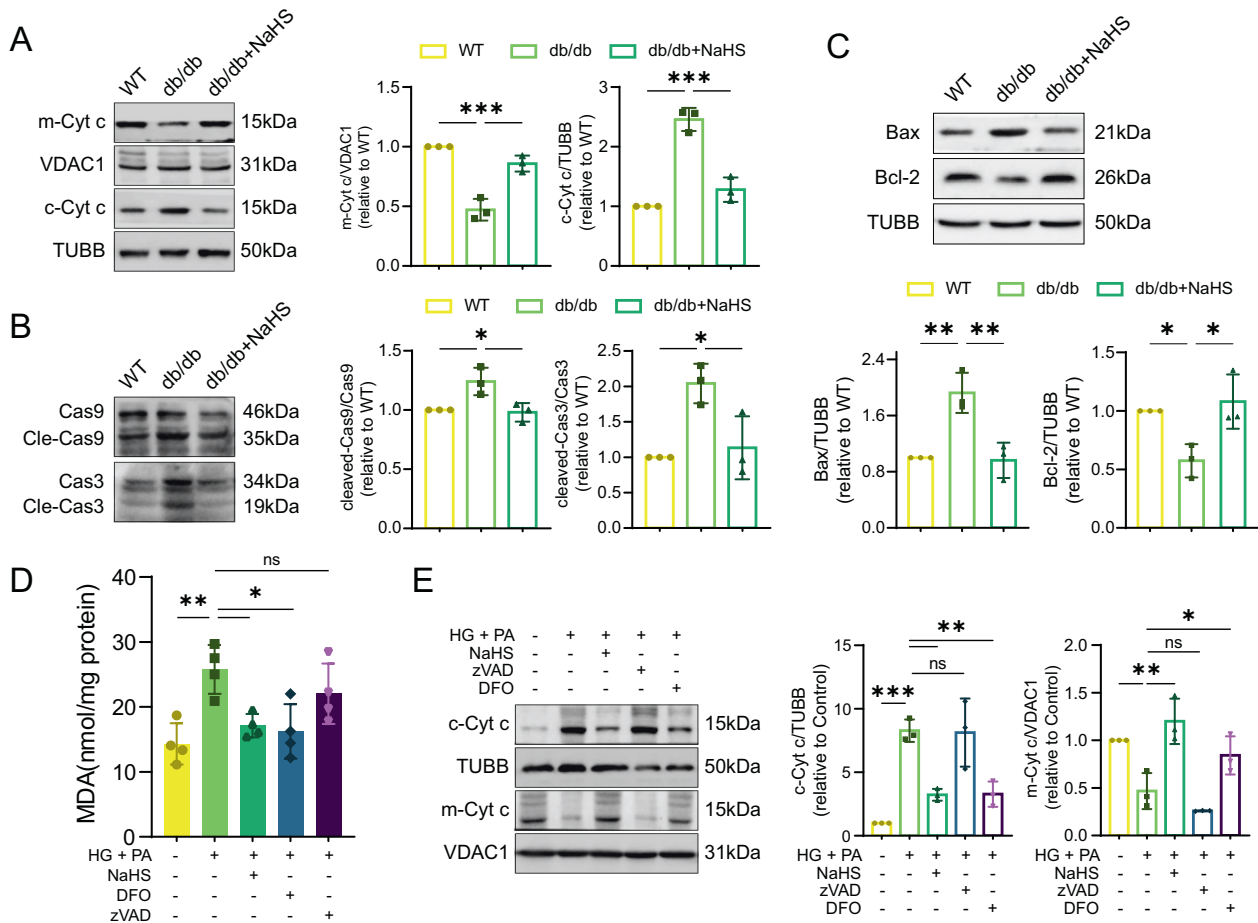 A
WT
db/db
db/db+NaHS
m-Cyt c
15kDa
VDAC1
31kDa
c-Cyt c
15kDa
TUBB
50kDa
WT
db/db
db/db+NaHS
m-Cyt c/VDAC1
(relative to WT)
1.0
0.5
0.0
***
c-Cyt c/TUBB
(relative to WT)
3
2
1
0
***
B
WT
db/db
db/db+NaHS
Cas9
46kDa
Cle-Cas9
35kDa
Cas3
34kDa
Cle-Cas3
19kDa
WT
db/db
db/db+NaHS
cleaved-Cas9/Cas9
(relative to WT)
1.5
1.0
0.5
0.0
*
cleaved-Cas3/Cas3
(relative to WT)
2.5
2.0
1.5
1.0
0.5
0.0
*
C
WT
db/db
db/db+NaHS
Bax
21kDa
Bcl-2
26kDa
TUBB
50kDa
WT
db/db
db/db+NaHS
Bax/TUBB
(relative to WT)
2.4
1.6
0.8
0.0
** **
Bcl-2/TUBB
(relative to WT)
1.5
1.0
0.5
0.0
* *
D
MDA(nmol/mg protein)
40
30
20
10
0
ns
*
**
HG + PA - + + + +
NaHS - - + - -
DFO - - - + -
zVAD - - - - +
E
HG + PA - + + + +
NaHS - - + - -
zVAD - - - + -
DFO - - - - +
c-Cyt c
15kDa
TUBB
50kDa
m-Cyt c
15kDa
VDAC1
31kDa
c-Cyt c/TUBB
(relative to Control)
15
10
5
0
**
ns
***
HG + PA - + + + +
NaHS - - + - -
zVAD - - - + -
DFO - - - - +
m-Cyt c/VDAC1
(relative to Control)
2.0
1.5
1.0
0.5
0.0
*
ns
**
HG + PA - + + + +
NaHS - - + - -
zVAD - - - + -
DFO - - - - +